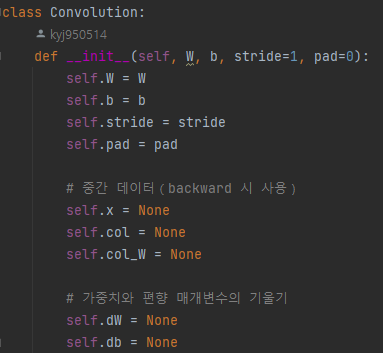 class Convolution:
kyj950514
def __init__(self, W, b, stride=1, pad=0):
self.W = W
self.b = b
self.stride = stride
self.pad = pad
# 중간 데이터(backward 시 사용)
self.x = None
self.col = None
self.col_W = None
# 가중치와 편향 매개변수의 기울기
self.dW = None
self.db = None